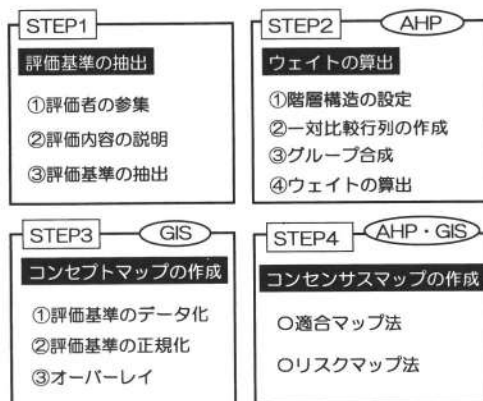 STEP1
評価基準の抽出
①評価者の参集
②評価内容の説明
③評価基準の抽出
STEP2
AHP
ウェイトの算出
①階層構造の設定
②一対比較行列の作成
③グループ合成
④ウェイトの算出
STEP3
GIS
コンセプトマップの作成
①評価基準のデータ化
②評価基準の正規化
③オーバーレイ
STEP4
AHP・GIS
コンセンサスマップの作成
〇適合マップ法
〇リスクマップ法